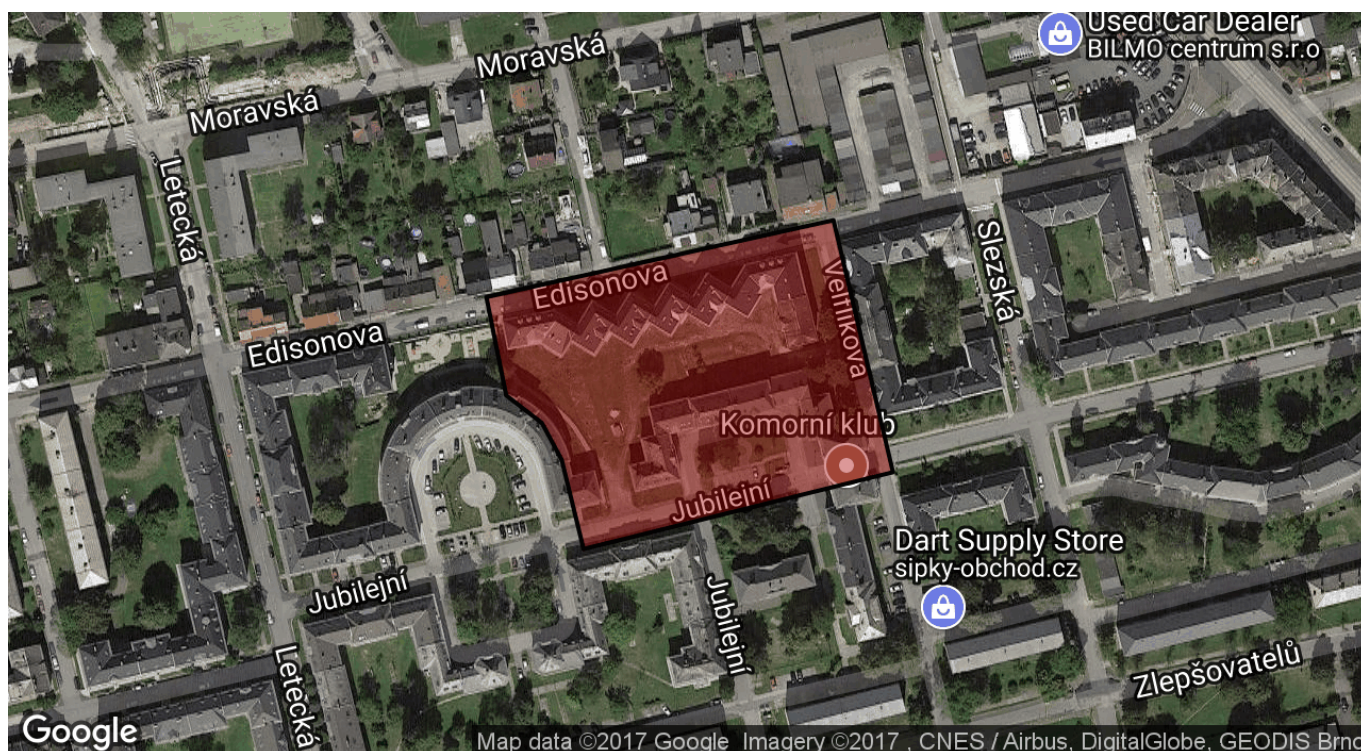 Used Car Dealer
BILMO centrum s.r.o
Moravská
Moravská
Letecká
Slezská
Edisonova
Veltlíkova
Edisonova
Komorní klub
Jubilejní
Dart Supply Store
sipky-obchod.cz
Jubilejní
Jubilejní
Letecká
Zlepšovatelů
Google
Map data ©2017 Google Imagery ©2017 , CNES / Airbus, DigitalGlobe, GEODIS Brno